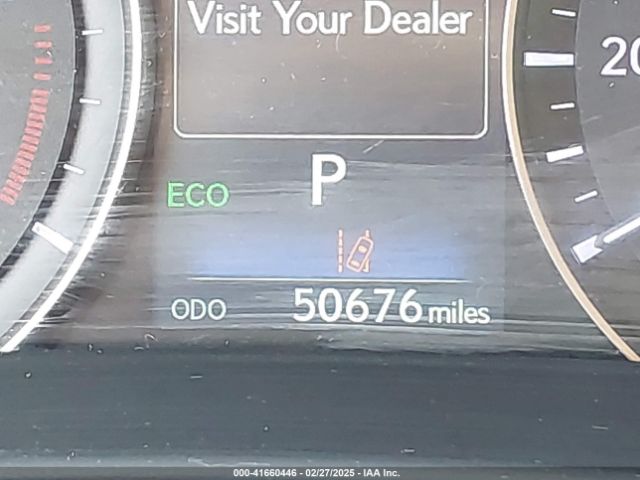 Visit Your Dealer
20
P
ECO
ODO 50676 miles
000-41660446 - 02/27/2025 - IAA Inc.